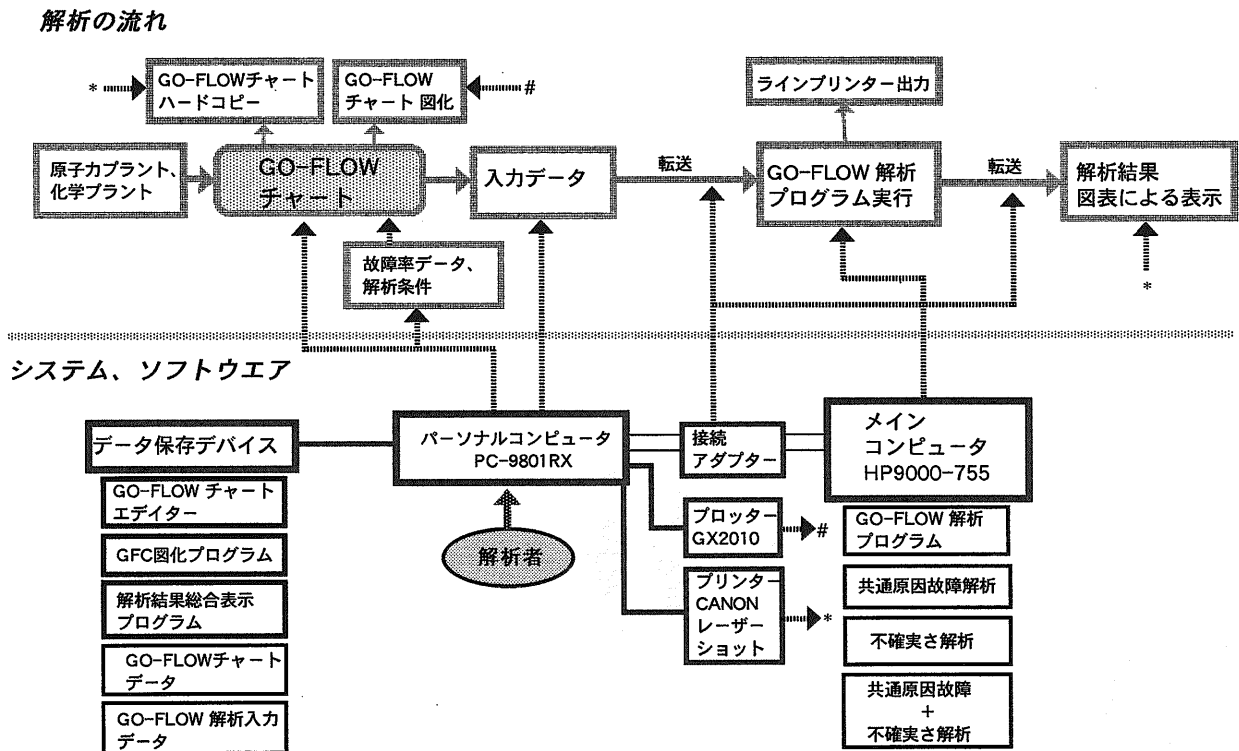 解析の流れ
*
GO-FLOWチャート
ハードコピー
GO-FLOW
チャート 図化
#
ラインプリンター出力
原子力プラント、
化学プラント
GO-FLOW
チャート
入力データ
転送
GO-FLOW 解析
プログラム実行
転送
解析結果
図表による表示
故障率データ、
解析条件
*
システム、ソフトウエア
データ保存デバイス
パーソナルコンピュータ
PC-9801RX
接続
アダプター
メイン
コンピュータ
HP9000-755
GO-FLOW チャート
エデイター
GFC図化プログラム
解析結果総合表示
プログラム
GO-FLOWチャート
データ
GO-FLOW 解析入力
データ
解析者
プロッター
GX2010
#
プリンター
CANON
レーザー
ショット
*
GO-FLOW 解析
プログラム
共通原因故障解析
不確実さ解析
共通原因故障
+
不確実さ解析